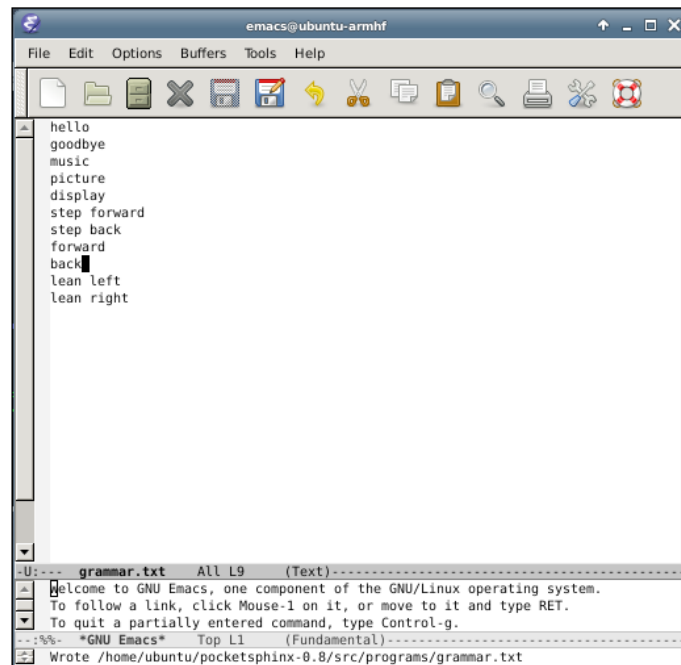 emacs@ubuntu-armhf
File Edit Options Buffers Tools Help
hello
goodbye
music
picture
display
step forward
step back
forward
back
lean left
lean right
-U:--- grammar.txt All L9 (Text)----------------------------------------
Welcome to GNU Emacs, one component of the GNU/Linux operating system.
To follow a link, click Mouse-1 on it, or move to it and type RET.
To quit a partially entered command, type Control-g.
--:%%- *GNU Emacs* Top L1 (Fundamental)------------------------------
Wrote /home/ubuntu/pocketsphinx-0.8/src/programs/grammar.txt